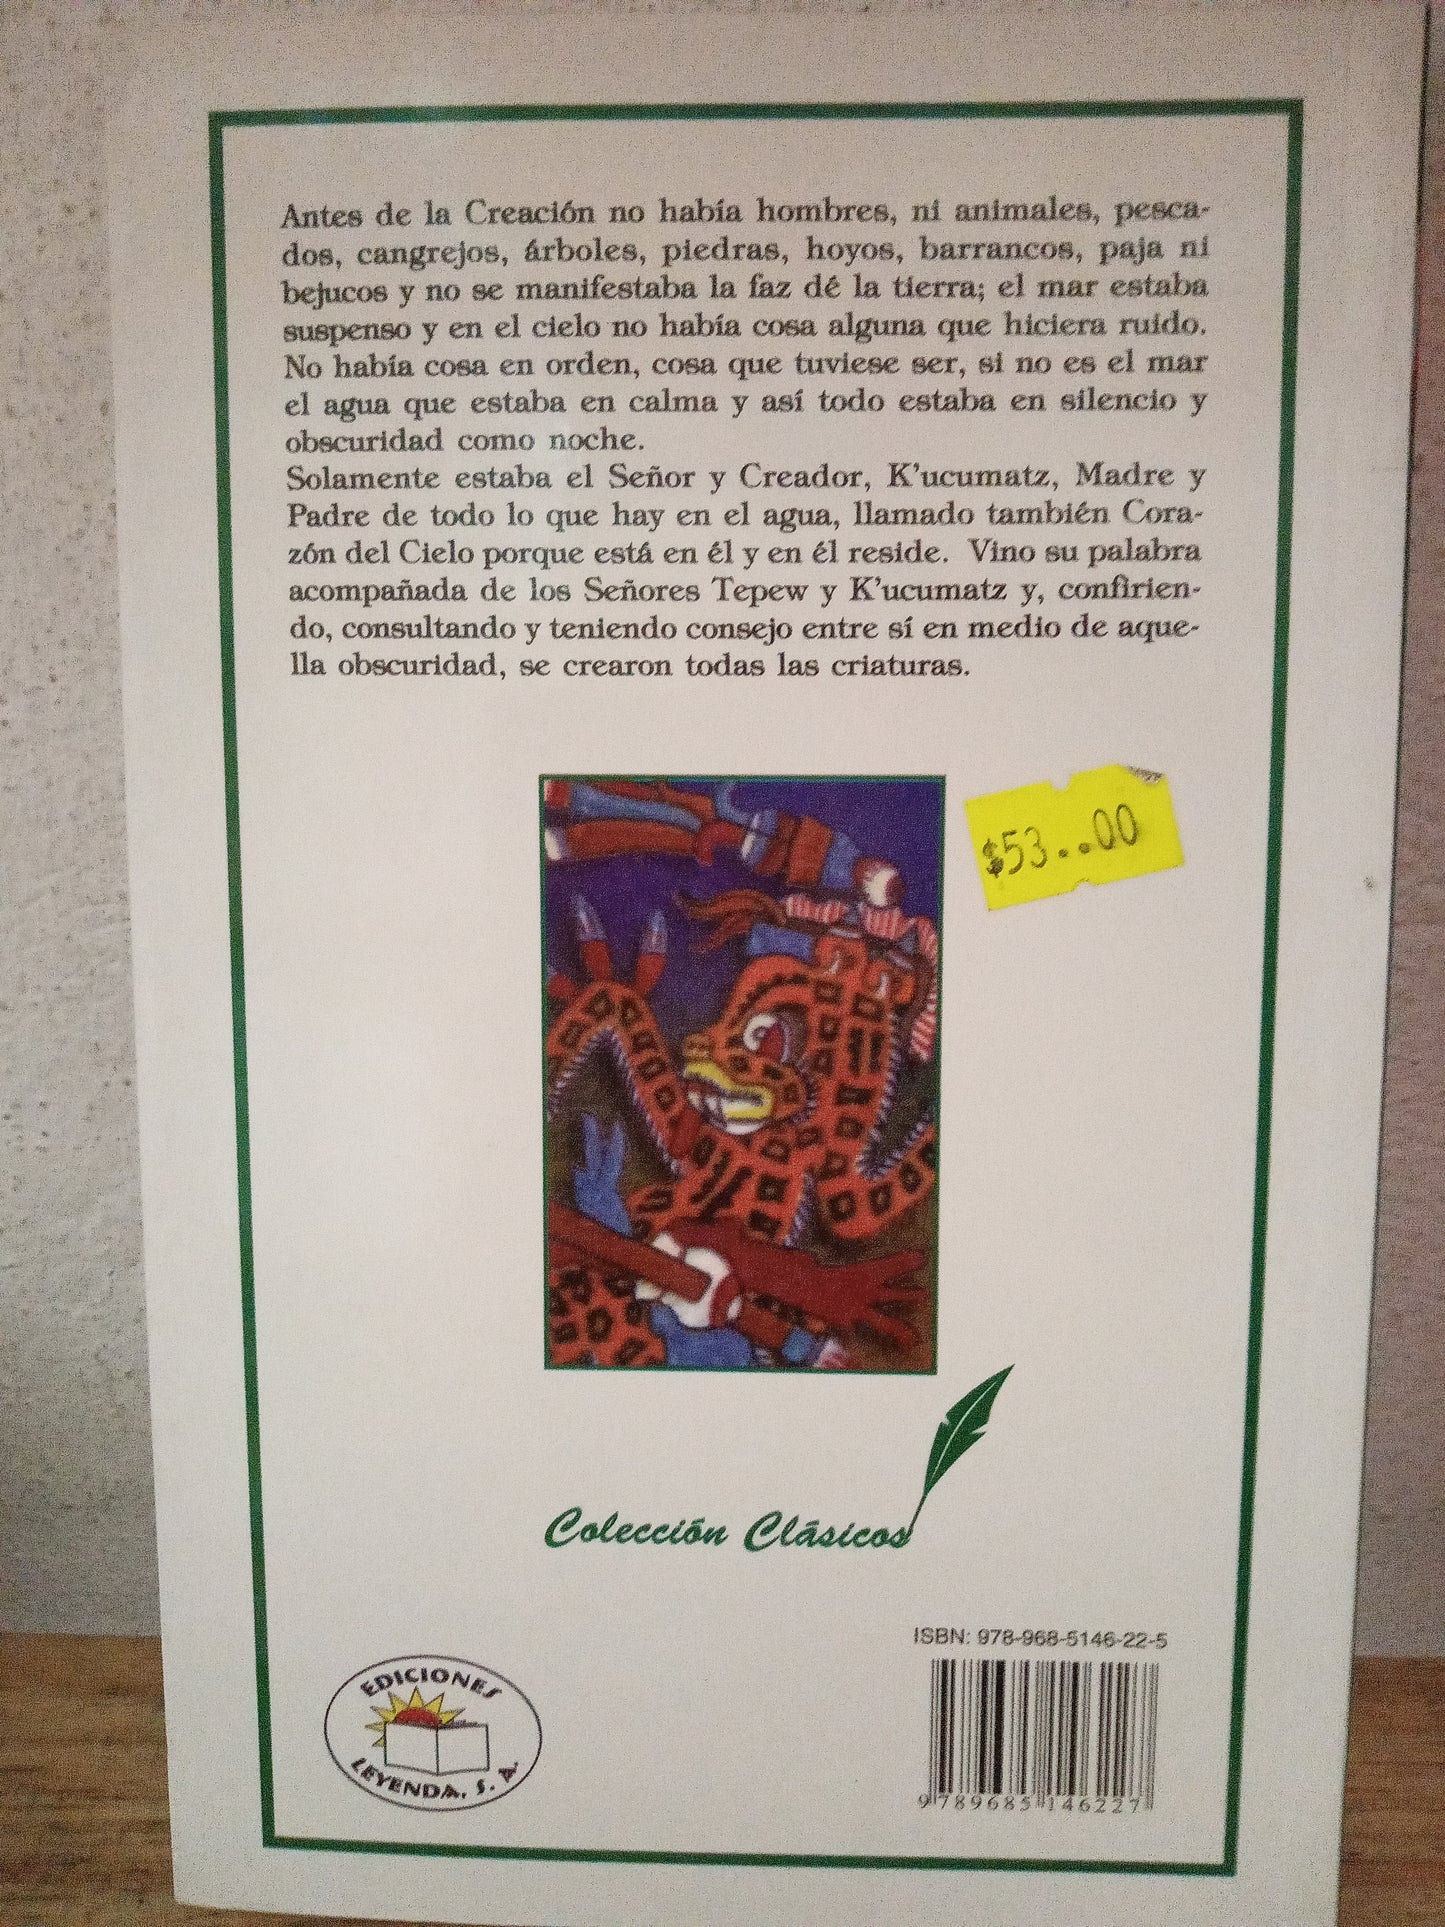 Antes de la Creación no había hombres, ni animales, pesca-
dos, cangrejos, árboles, piedras, hoyos, barrancos, paja ni
bejucos y no se manifestaba la faz dé la tierra; el mar estaba
suspenso y en el cielo no había cosa alguna que hiciera ruido.
No había cosa en orden, cosa que tuviese ser, si no es el mar
el agua que estaba en calma y así todo estaba en silencio y
obscuridad como noche.
Solamente estaba el Señor y Creador, K'ucumatz, Madre y
Padre de todo lo que hay en el agua, llamado también Cora-
zón del Cielo porque está en él y en él reside. Vino su palabra
acompañada de los Señores Tepew y K'ucumatz y, confirien-
do, consultando y teniendo consejo entre sí en medio de aque-
lla obscuridad, se crearon todas las criaturas.
$53..00
Colección Clásicos
ISBN: 978-968-5146-22-5
EDICIONES
LEYENDA, S. A.
9 789685 146227